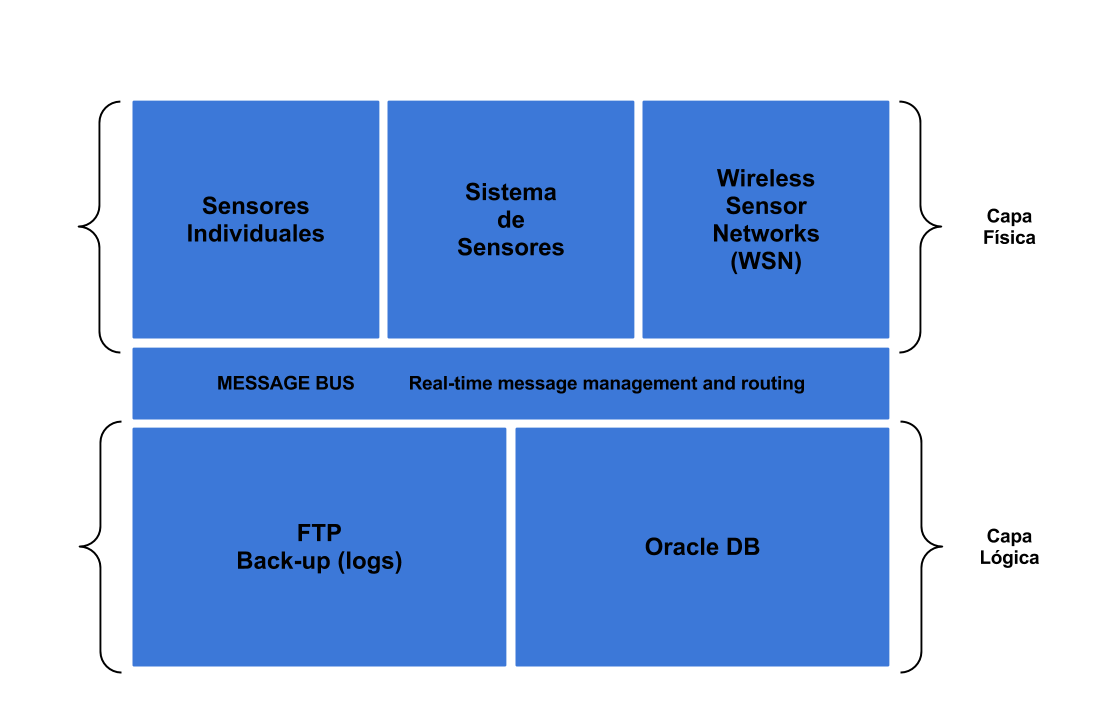 Sensores
Individuales
Sistema
de
Sensores
Wireless
Sensor
Networks
(WSN)
Capa
Física
MESSAGE BUS Real-time message management and routing
FTP
Back-up (logs)
Oracle DB
Capa
Lógica